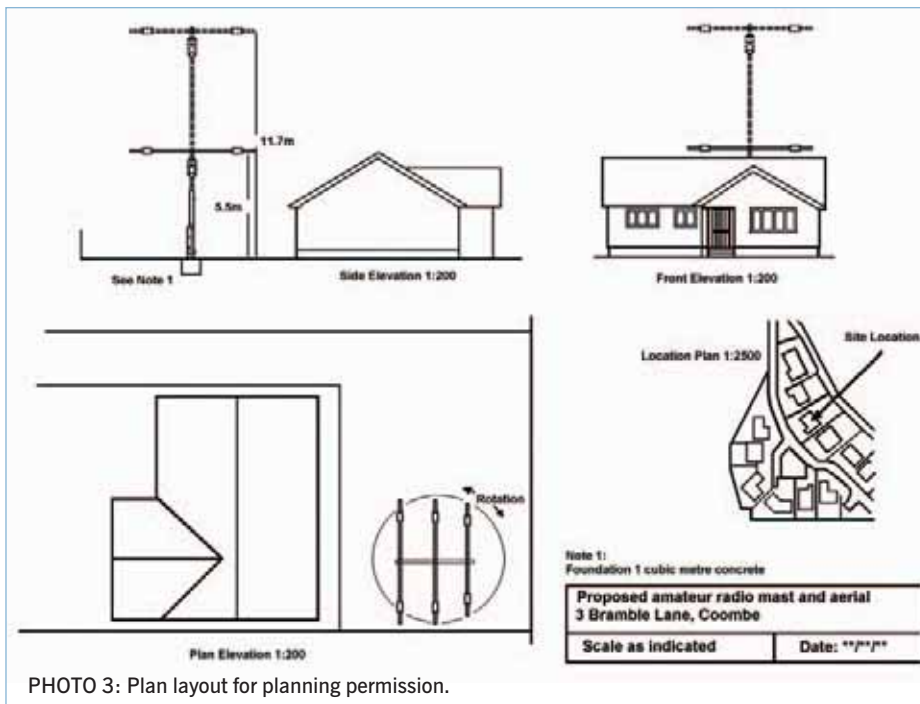 11.7m
5.5m
See Note 1
Side Elevation 1:200
Front Elevation 1:200
Location Plan 1:2500
Site Location
Rotation
Plan Elevation 1:200
Note 1:
Foundation 1 cubic metre concrete
Proposed amateur radio mast and aerial
3 Bramble Lane, Coombe
Scale as indicated
Date: **/**/**
PHOTO 3: Plan layout for planning permission.